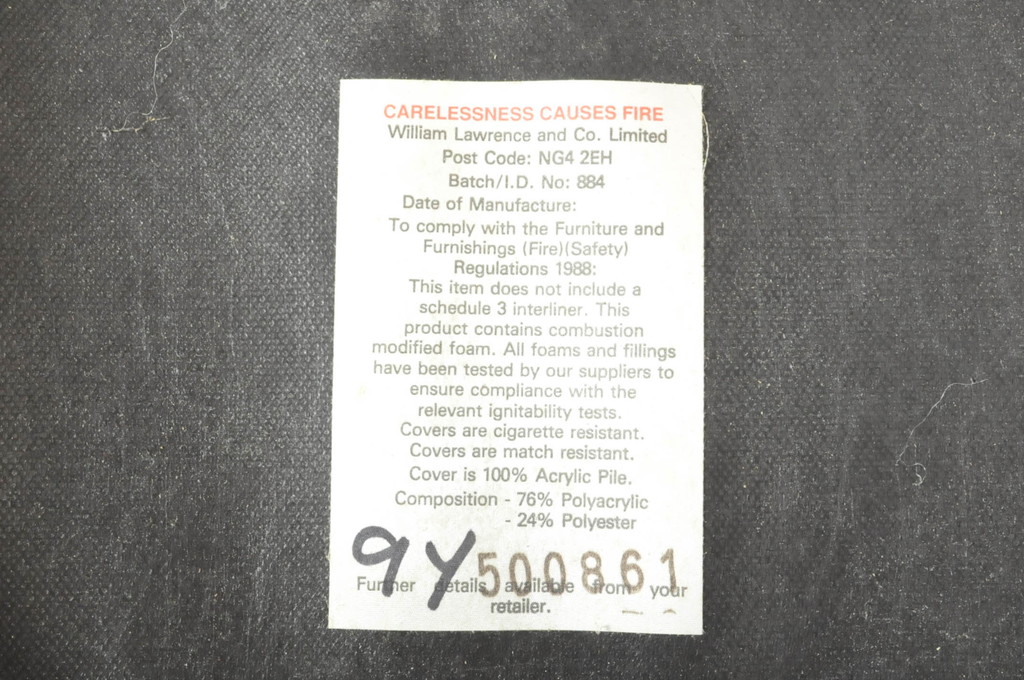 CARELESSNESS CAUSES FIRE
William Lawrence and Co. Limited
Post Code: NG4 2EH
Batch/I.D. No: 884
Date of Manufacture:
To comply with the Furniture and
Furnishings (Fire)(Safety)
Regulations 1988:
This item does not include a
schedule 3 interliner. This
product contains combustion
modified foam. All foams and fillings
have been tested by our suppliers to
ensure compliance with the
relevant ignitability tests.
Covers are cigarette resistant.
Covers are match resistant.
Cover is 100% Acrylic Pile.
Composition - 76% Polyacrylic
- 24% Polyester
9Y 500861
Further details available from your
retailer.